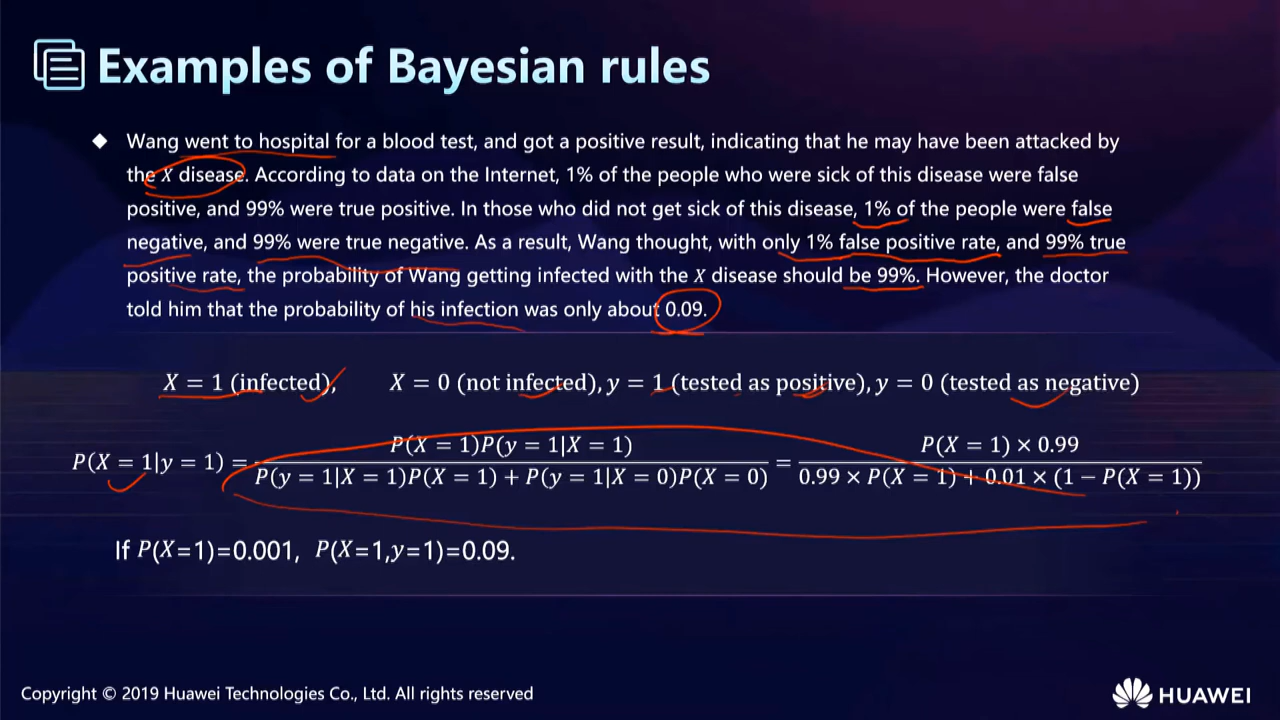 Examples of Bayesian rules
Wang went to hospital for a blood test, and got a positive result, indicating that he may have been attacked by
the X disease. According to data on the Internet, 1% of the people who were sick of this disease were false
positive, and 99% were true positive. In those who did not get sick of this disease, 1% of the people were false
negative, and 99% were true negative. As a result, Wang thought, with only 1% false positive rate, and 99% true
positive rate, the probability of Wang getting infected with the X disease should be 99%. However, the doctor
told him that the probability of his infection was only about 0.09.
X = 1 (infected), X = 0 (not infected), y = 1 (tested as positive), y = 0 (tested as negative)
P(X = 1|y = 1) = P(X = 1)P(y = 1|X = 1) / P(y = 1|X = 1)P(X = 1) + P(y = 1|X = 0)P(X = 0) = P(X = 1) × 0.99 / 0.99 × P(X = 1) + 0.01 × (1 − P(X = 1))
If P(X=1)=0.001, P(X=1,y=1)=0.09.
Copyright © 2019 Huawei Technologies Co., Ltd. All rights reserved
HUAWEI